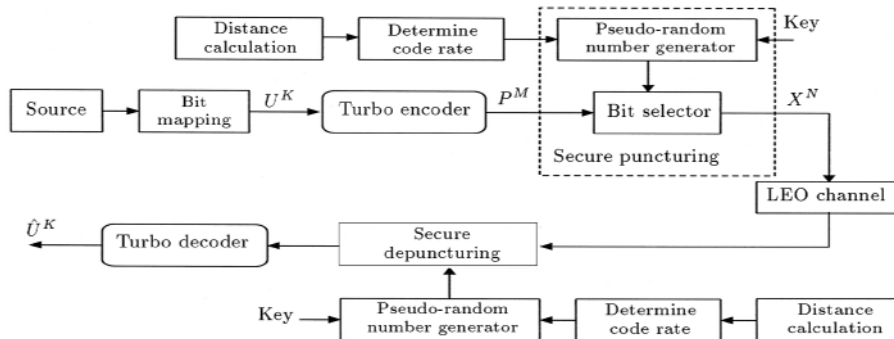 Distance
calculation
Determine
code rate
Pseudo-random
number generator
Key
Source
Bit
mapping
U^K
Turbo encoder
P^M
Bit selector
X^N
Secure puncturing
LEO channel
Û^K
Turbo decoder
Secure
depuncturing
Key
Pseudo-random
number generator
Determine
code rate
Distance
calculation